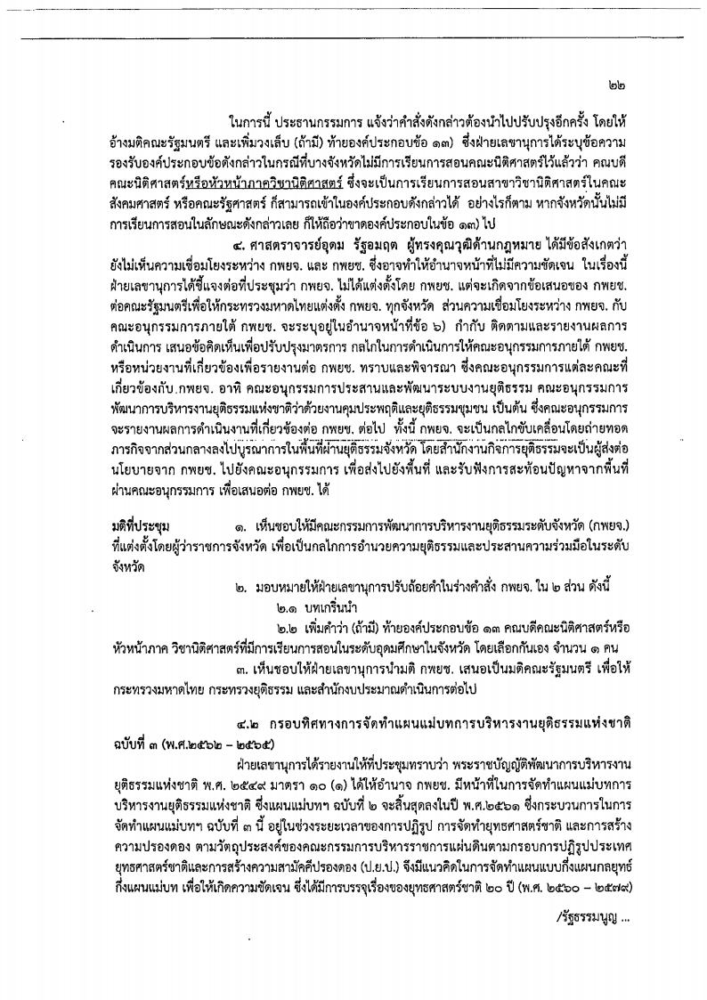 ๒๒
ในการนี้ ประธานกรรมการ แจ้งว่าคำสั่งดังกล่าวต้องนำไปปรับปรุงอีกครั้ง โดยให้
อ้างมติคณะรัฐมนตรี และเพิ่มวงเล็บ (ถ้ามี) ท้ายองค์ประกอบข้อ ๑๓) ซึ่งฝ่ายเลขานุการได้ระบุข้อความ
รองรับองค์ประกอบข้อดังกล่าวในกรณีที่บางจังหวัดไม่มีการเรียนการสอนคณะนิติศาสตร์ไว้แล้วว่า คณบดี
คณะนิติศาสตร์หรือหัวหน้าภาควิชานิติศาสตร์ ซึ่งจะเป็นการเรียนการสอนสาขาวิชานิติศาสตร์ในคณะ
สังคมศาสตร์ หรือคณะรัฐศาสตร์ ก็สามารถเข้าในองค์ประกอบดังกล่าวได้ อย่างไรก็ตาม หากจังหวัดนั้นไม่มี
การเรียนการสอนในลักษณะดังกล่าวเลย ก็ให้ถือว่าขาดองค์ประกอบในข้อ ๑๓) ไป
๔. ศาสตราจารย์อุดม รัฐอมฤต ผู้ทรงคุณวุฒิด้านกฎหมาย ได้มีข้อสังเกตว่า
ยังไม่เห็นความเชื่อมโยงระหว่าง กพยจ. และ กพยช. ซึ่งอาจทำให้อำนาจหน้าที่ไม่มีความชัดเจน ในเรื่องนี้
ฝ่ายเลขานุการได้ชี้แจงต่อที่ประชุมว่า กพยจ. ไม่ได้แต่งตั้งโดย กพยช. แต่จะเกิดจากข้อเสนอของ กพยช.
ต่อคณะรัฐมนตรีเพื่อให้กระทรวงมหาดไทยแต่งตั้ง กพยจ. ทุกจังหวัด ส่วนความเชื่อมโยงระหว่าง กพยจ. กับ
คณะอนุกรรมการภายใต้ กพยช. จะระบุอยู่ในอำนาจหน้าที่ข้อ ๖) กำกับ ติดตามและรายงานผลการ
ดำเนินการ เสนอข้อคิดเห็นเพื่อปรับปรุงมาตรการ กลไกในการดำเนินการให้คณะอนุกรรมการภายใต้ กพยช.
หรือหน่วยงานที่เกี่ยวข้องเพื่อรายงานต่อ กพยช. ทราบและพิจารณา ซึ่งคณะอนุกรรมการแต่ละคณะที่
เกี่ยวข้องกับ กพยจ. อาทิ คณะอนุกรรมการประสานและพัฒนาระบบงานยุติธรรม คณะอนุกรรมการ
พัฒนาการบริหารงานยุติธรรมแห่งชาติว่าด้วยงานคุมประพฤติและยุติธรรมชุมชน เป็นต้น ซึ่งคณะอนุกรรมการ
จะรายงานผลการดำเนินงานที่เกี่ยวข้องต่อ กพยช. ต่อไป ทั้งนี้ กพยจ. จะเป็นกลไกขับเคลื่อนโดยถ่ายทอด
ภารกิจจากส่วนกลางลงไปบูรณาการในพื้นที่ผ่านยุติธรรมจังหวัด โดยสำนักงานกิจการยุติธรรมจะเป็นผู้ส่งต่อ
นโยบายจาก กพยช. ไปยังคณะอนุกรรมการ เพื่อส่งไปยังพื้นที่ และรับฟังการสะท้อนปัญหาจากพื้นที่
ผ่านคณะอนุกรรมการ เพื่อเสนอต่อ กพยช. ได้
มติที่ประชุม ๑. เห็นชอบให้มีคณะกรรมการพัฒนาการบริหารงานยุติธรรมระดับจังหวัด (กพยจ.)
ที่แต่งตั้งโดยผู้ว่าราชการจังหวัด เพื่อเป็นกลไกการอำนวยความยุติธรรมและประสานความร่วมมือในระดับ
จังหวัด
๒. มอบหมายให้ฝ่ายเลขานุการปรับถ้อยคำในร่างคำสั่ง กพยจ. ใน ๒ ส่วน ดังนี้
๒.๑ บทเกริ่นนำ
๒.๒ เพิ่มคำว่า (ถ้ามี) ท้ายองค์ประกอบข้อ ๑๓ คณบดีคณะนิติศาสตร์หรือ
หัวหน้าภาค วิชานิติศาสตร์ที่มีการเรียนการสอนในระดับอุดมศึกษาในจังหวัด โดยเลือกกันเอง จำนวน ๑ คน
๓. เห็นชอบให้ฝ่ายเลขานุการนำมติ กพยช. เสนอเป็นมติคณะรัฐมนตรี เพื่อให้
กระทรวงมหาดไทย กระทรวงยุติธรรม และสำนักงบประมาณดำเนินการต่อไป
๔.๒ กรอบทิศทางการจัดทำแผนแม่บทการบริหารงานยุติธรรมแห่งชาติ
ฉบับที่ ๓ (พ.ศ.๒๕๖๒ – ๒๕๖๕)
ฝ่ายเลขานุการได้รายงานให้ที่ประชุมทราบว่า พระราชบัญญัติพัฒนาการบริหารงาน
ยุติธรรมแห่งชาติ พ.ศ. ๒๕๔๙ มาตรา ๑๐ (๑) ได้ให้อำนาจ กพยช. มีหน้าที่ในการจัดทำแผนแม่บทการ
บริหารงานยุติธรรมแห่งชาติ ซึ่งแผนแม่บทฯ ฉบับที่ ๒ จะสิ้นสุดลงในปี พ.ศ.๒๕๖๑ ซึ่งกระบวนการในการ
จัดทำแผนแม่บทฯ ฉบับที่ ๓ นี้ อยู่ในช่วงระยะเวลาของการปฏิรูป การจัดทำยุทธศาสตร์ชาติ และการสร้าง
ความปรองดอง ตามวัตถุประสงค์ของคณะกรรมการบริหารราชการแผ่นดินตามกรอบการปฏิรูปประเทศ
ยุทธศาสตร์ชาติและการสร้างความสามัคคีปรองดอง (ป.ย.ป.) จึงมีแนวคิดในการจัดทำแผนแบบกึ่งแผนกลยุทธ์
กึ่งแผนแม่บท เพื่อให้เกิดความชัดเจน ซึ่งได้มีการบรรจุเรื่องของยุทธศาสตร์ชาติ ๒๐ ปี (พ.ศ. ๒๕๖๐ – ๒๕๗๙)
/รัฐธรรมนูญ ...